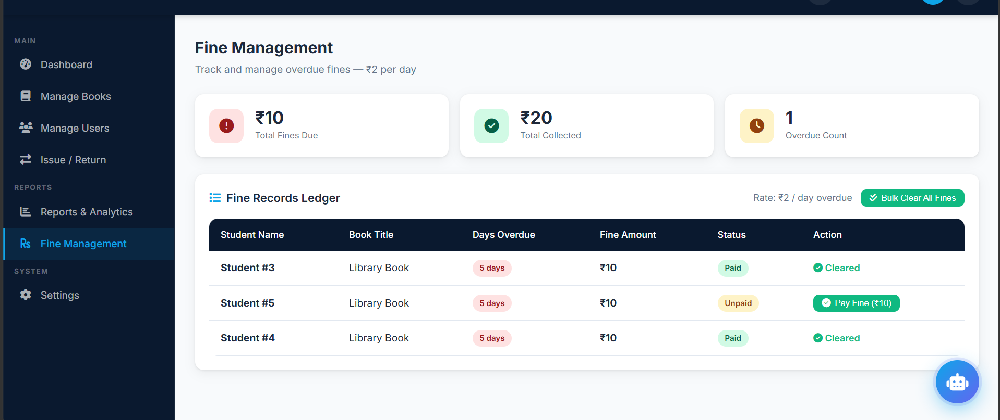 MAIN
Dashboard
Manage Books
Manage Users
Issue / Return
REPORTS
Reports & Analytics
Fine Management
SYSTEM
Settings
Fine Management
Track and manage overdue fines — ₹2 per day
₹10
Total Fines Due
₹20
Total Collected
1
Overdue Count
Fine Records Ledger
Rate: ₹2 / day overdue
Bulk Clear All Fines
Student Name Book Title Days Overdue Fine Amount Status Action
Student #3 Library Book 5 days ₹10 Paid Cleared
Student #5 Library Book 5 days ₹10 Unpaid Pay Fine (₹10)
Student #4 Library Book 5 days ₹10 Paid Cleared